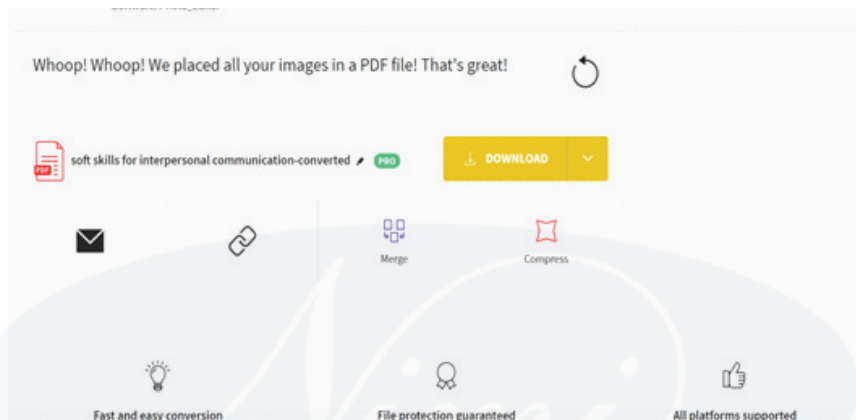 Whoop! Whoop! We placed all your images in a PDF file! That's great!
PDF
soft skills for interpersonal communication-converted PRO
DOWNLOAD
Merge
Compress
Fast and easy conversion
File protection guaranteed
All platforms supported